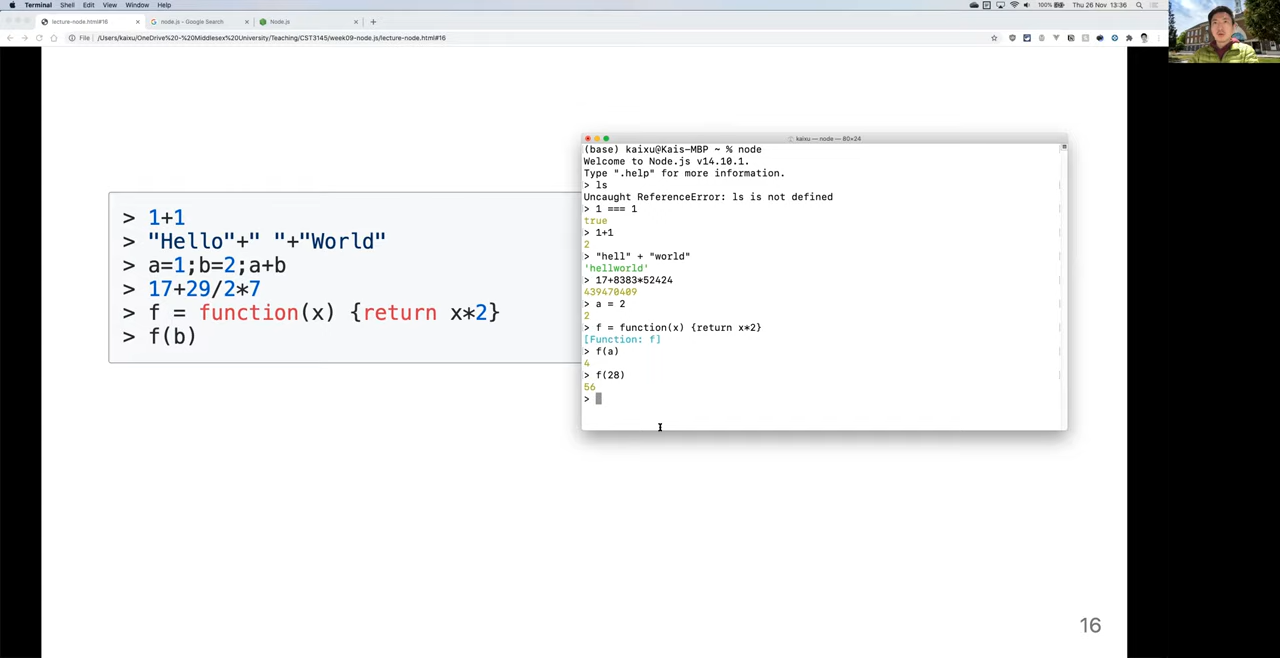 Terminal Shell Edit View Window Help
100% Thu 26 Nov 13:36
lecture-node.html#16 node.js - Google Search Node.js
File /Users/kaixu/OneDrive%20-%20Middlesex%20University/Teaching/CST3145/week09-node.js/lecture-node.html#16
> 1+1
> "Hello"+" "+"World"
> a=1;b=2;a+b
> 17+29/2*7
> f = function(x) {return x*2}
> f(b)
kaixu — node — 80×24
(base) kaixu@Kais-MBP ~ % node
Welcome to Node.js v14.10.1.
Type ".help" for more information.
> ls
Uncaught ReferenceError: ls is not defined
> 1 === 1
true
> 1+1
2
> "hell" + "world"
'hellworld'
> 17+8383*52424
439470409
> a = 2
2
> f = function(x) {return x*2}
[Function: f]
> f(a)
4
> f(28)
56
>
16